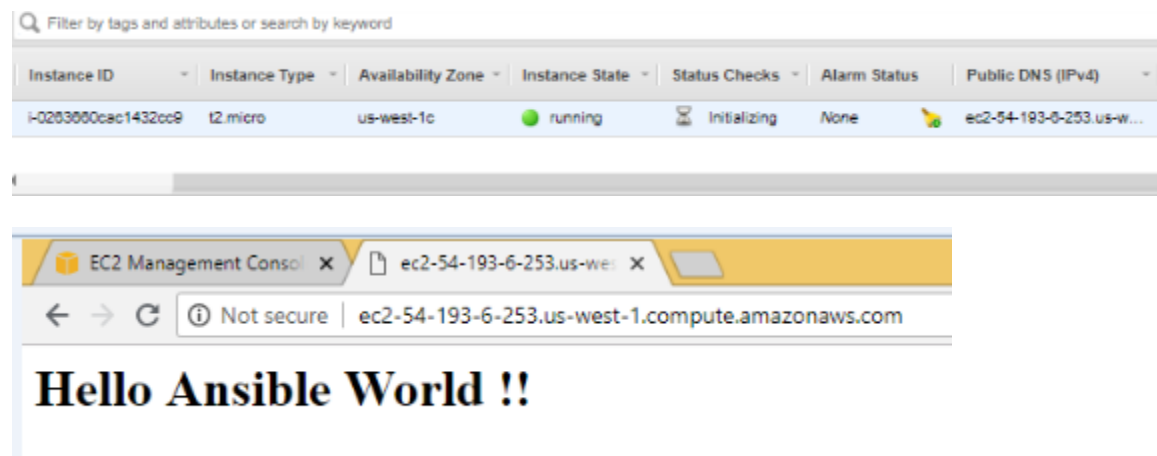 Filter by tags and attributes or search by keyword
Instance ID Instance Type Availability Zone Instance State Status Checks Alarm Status Public DNS (IPv4)
t2.micro us-west-1c running Initializing None ec2-54-193-6-253.us-w...
EC2 Management Consol ec2-54-193-6-253.us-wes
Not secure ec2-54-193-6-253.us-west-1.compute.amazonaws.com
Hello Ansible World !!